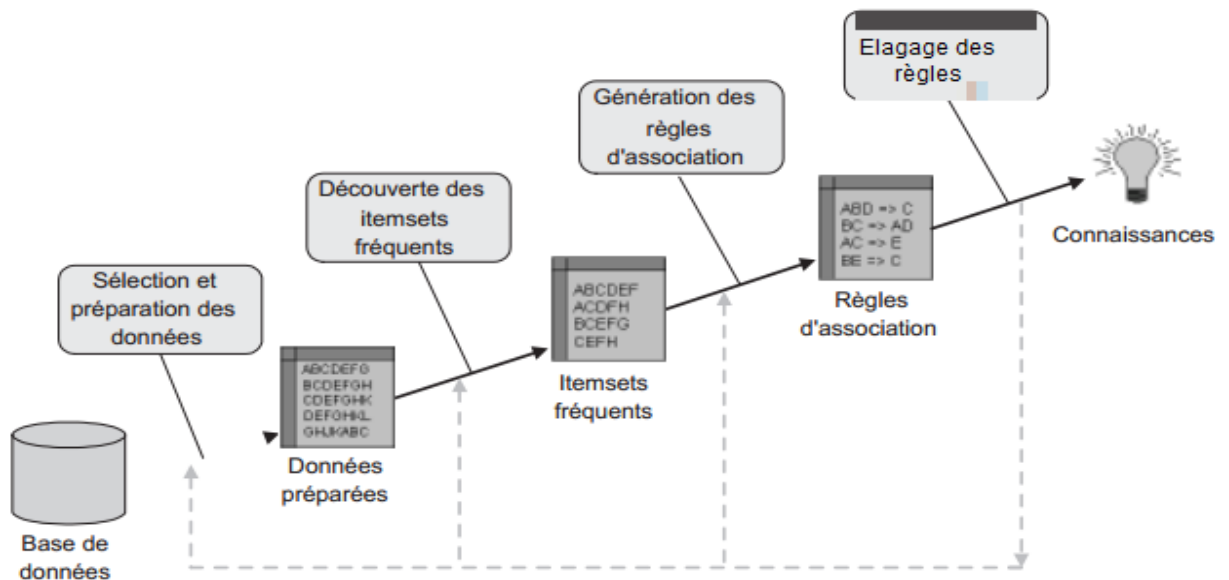 Elagage des
règles
Génération des
règles
d'association
Découverte des
itemsets
fréquents
Sélection et
préparation des
données
ABD => C
BC => AD
AC => E
BE => C
Connaissances
Règles
d'association
ABCDEF
ACDFH
BCEFG
CEFH
Itemsets
fréquents
ABCDEFG
BCDEFGH
CDEFGHK
DEFGHKL
GHJKABC
Données
préparées
Base de
données